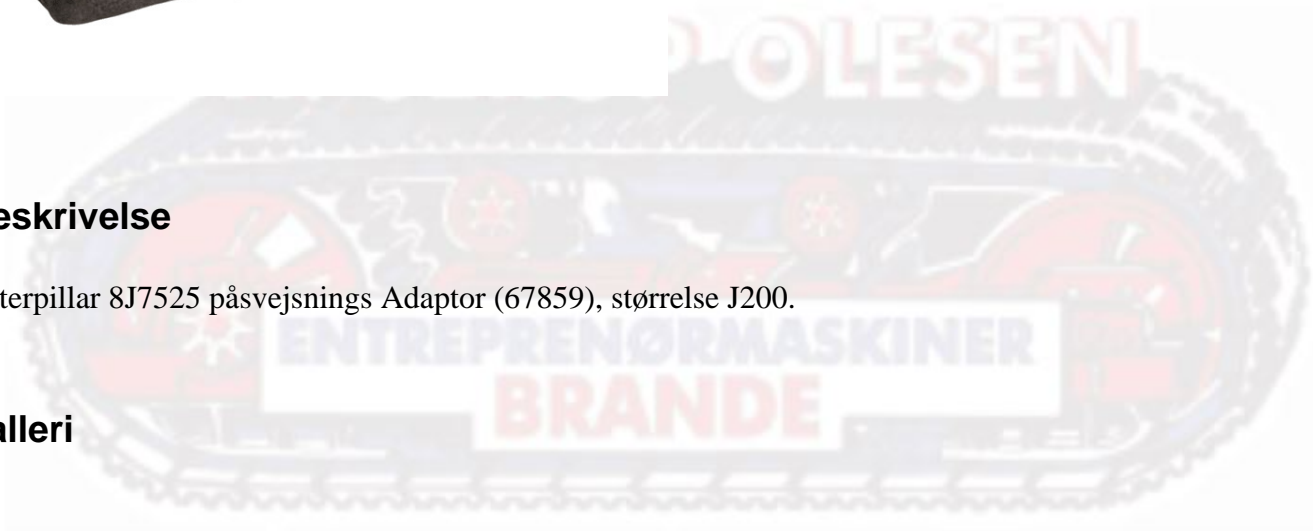 P OLESEN
eskrivelse
terpillar 8J7525 påsvejsnings Adaptor (67859), størrelse J200.
ENTREPRENØRMASKINER
BRANDE
alleri